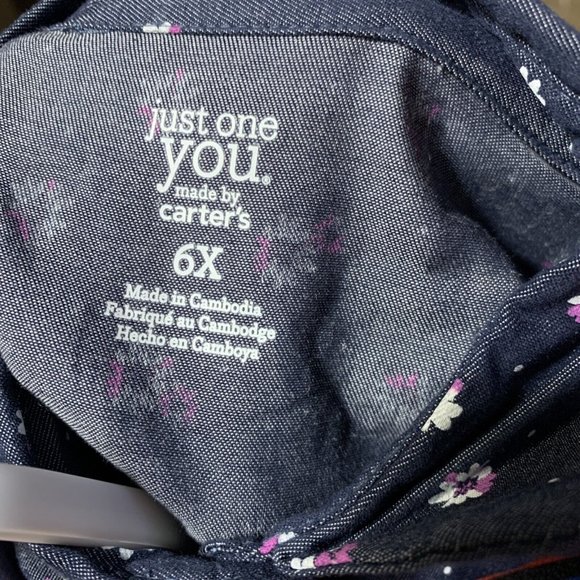 just one
you.®
made by
carter's
6X
Made in Cambodia
Fabriqué au Cambodge
Hecho en Camboya